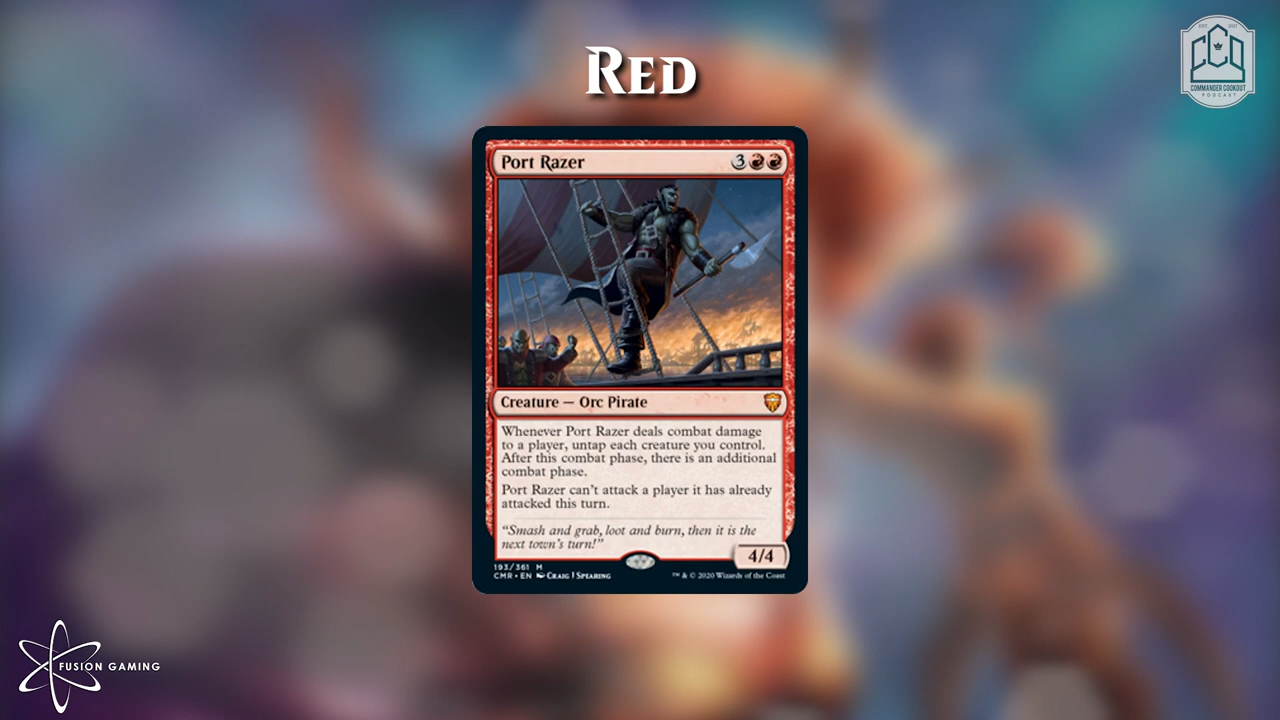 RED
COMMANDER COOKOUT
PODCAST
Port Razer
3
Creature — Orc Pirate
Whenever Port Razer deals combat damage
to a player, untap each creature you control.
After this combat phase, there is an additional
combat phase.
Port Razer can't attack a player it has already
attacked this turn.
“Smash and grab, loot and burn, then it is the
next town's turn!”
4/4
193/361 M
CMR • EN Craig J Spearing
™ & © 2020 Wizards of the Coast
FUSION GAMING